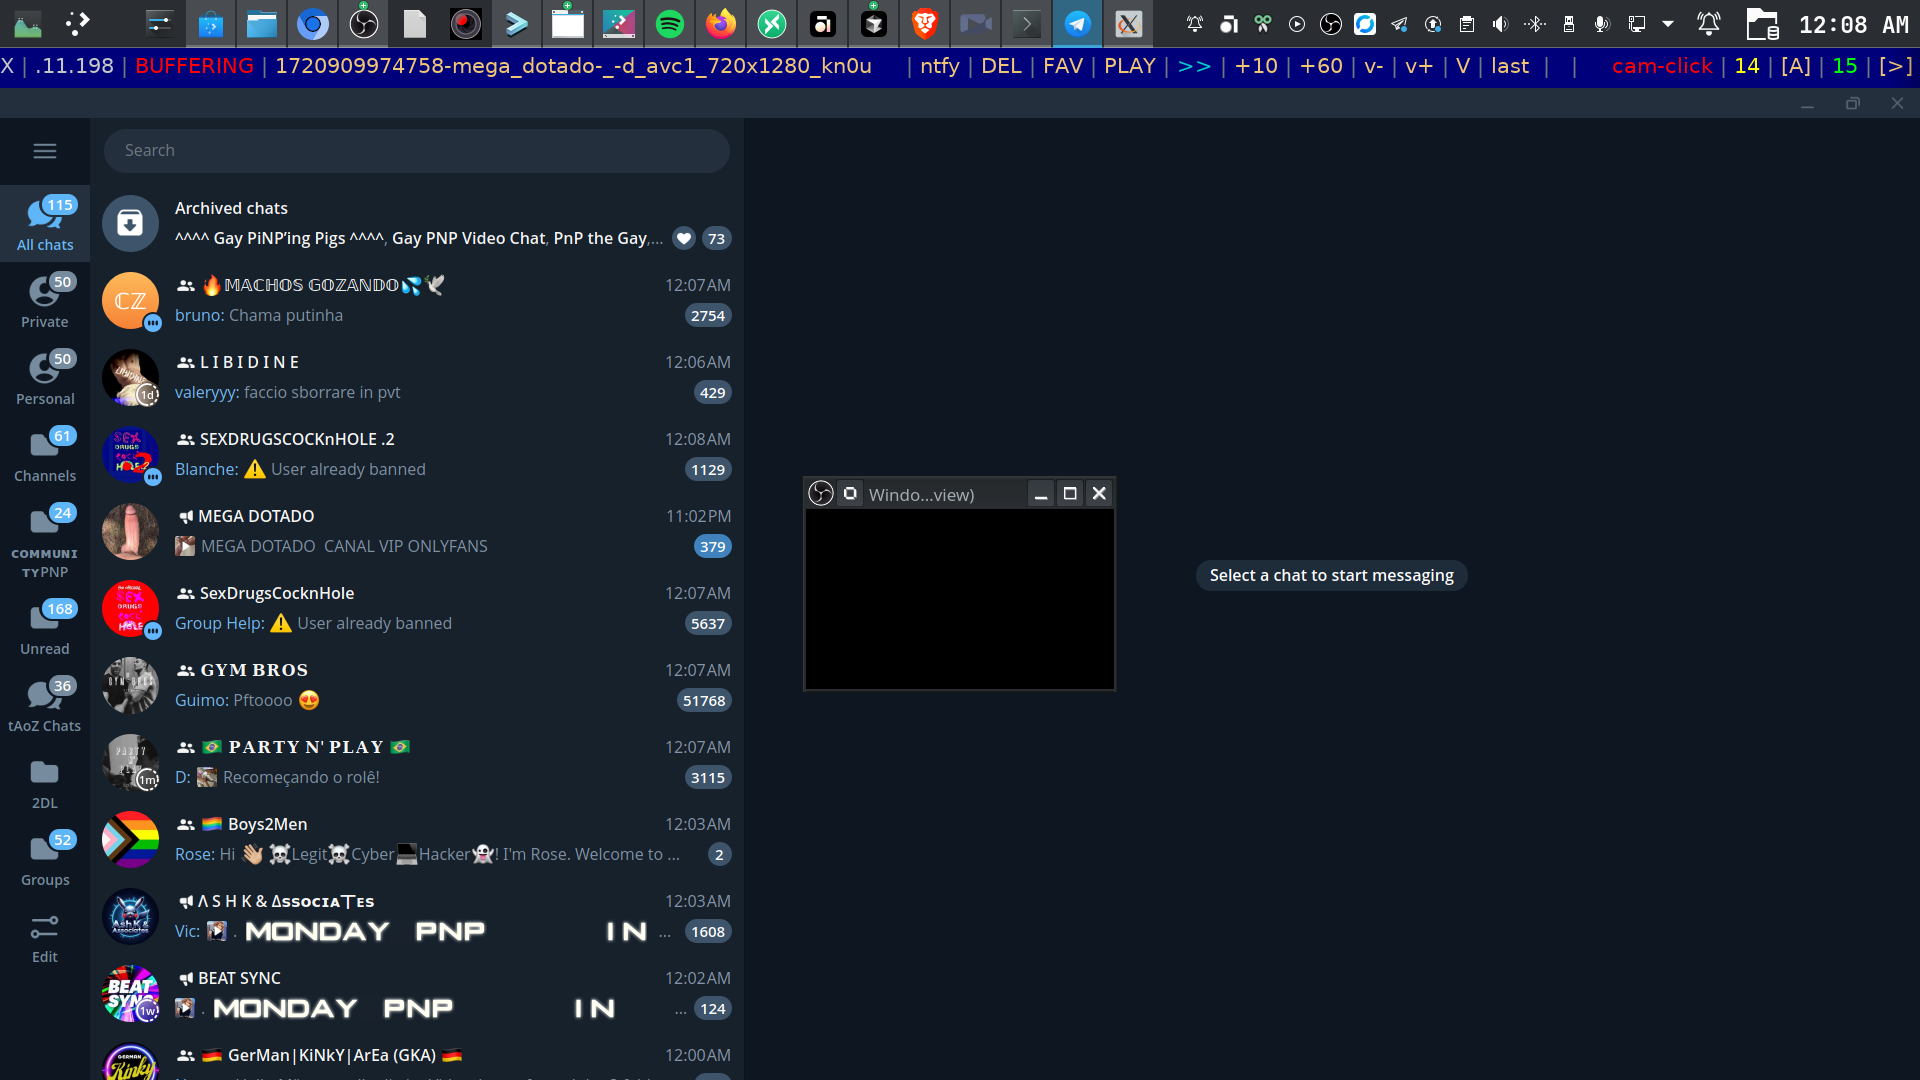 12:08 AM
X | .11.198 | BUFFERING | 1720909974758-mega_dotado-_-d_avc1_720x1280_kn0u | ntfy | DEL | FAV | PLAY | >> | +10 | +60 | v- | v+ | V | last | | cam-click | 14 | [A] | 15 | [>]
Search
115
All chats
50
Private
50
Personal
61
Channels
24
COMMUNI
TYPNP
168
Unread
36
tAoZ Chats
2DL
52
Groups
Edit
Archived chats
^^^^ Gay PiNP’ing Pigs ^^^^, Gay PNP Video Chat, PnP the Gay,... 73
CZ
🔥𝕄𝔸ℂℍ𝕆𝕊 𝔾𝕆ℤ𝔸ℕ𝔻𝕆💦🕊 12:07AM
bruno: Chama putinha 2754
L I B I D I N E 12:06AM
1d
valeryyy: faccio sborrare in pvt 429
SEXDRUGSCOCKnHOLE .2 12:08AM
Blanche: ⚠️ User already banned 1129
MEGA DOTADO 11:02PM
MEGA DOTADO CANAL VIP ONLYFANS 379
SexDrugsCocknHole 12:07AM
Group Help: ⚠️ User already banned 5637
𝐆𝐘𝐌 𝐁𝐑𝐎𝐒 12:07AM
Guimo: Pftoooo 😍 51768
🇧🇷 𝐏𝐀𝐑𝐓𝐘 𝐍' 𝐏𝐋𝐀𝐘 🇧🇷 12:07AM
1m
D: Recomeçando o rolê! 3115
🏳️‍🌈 Boys2Men 12:03AM
Rose: Hi 👋🏼 ☠️Legit☠️Cyber💻Hacker👻! I'm Rose. Welcome to ... 2
Λ S H K & ΔssociaTes 12:03AM
Vic: . MONDAY PNP IN ... 1608
BEAT SYNC 12:02AM
1w
. MONDAY PNP IN ... 124
🇩🇪 GerMan|KiNkY|ArEa (GKA) 🇩🇪 12:00AM
Windo...view)
Select a chat to start messaging